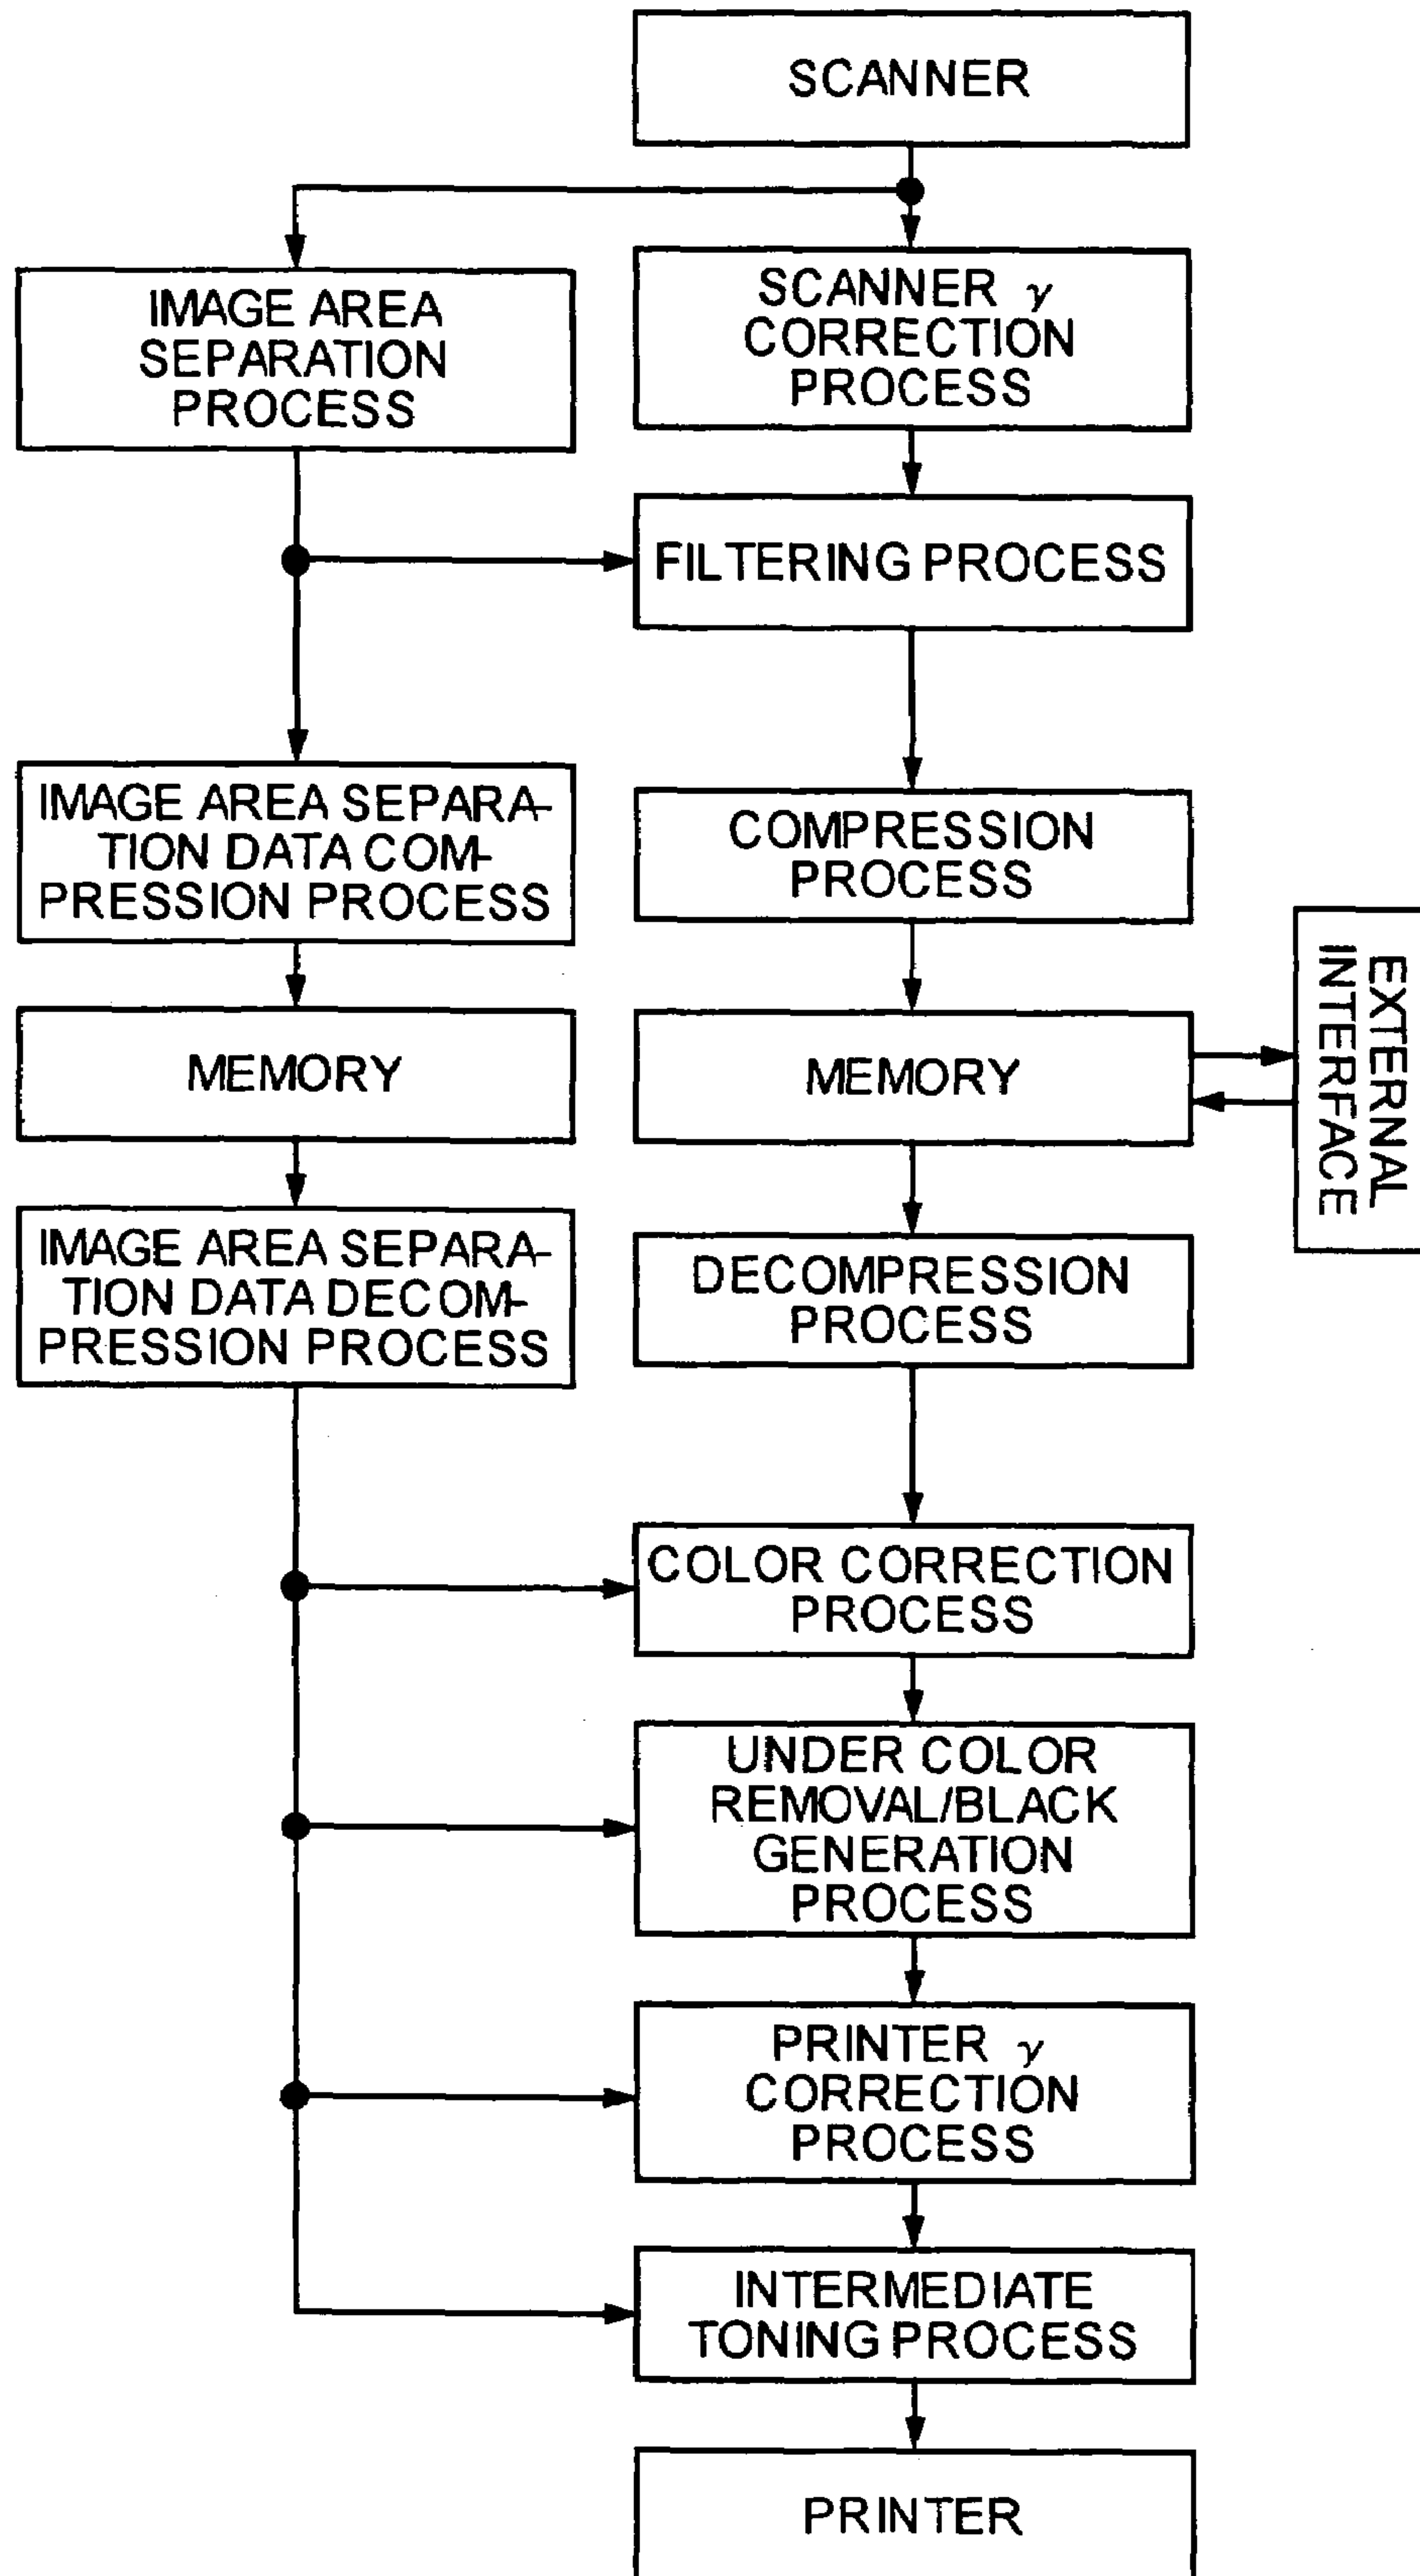 SCANNER
IMAGE AREA
SEPARATION
PROCESS
SCANNER γ
CORRECTION
PROCESS
FILTERING PROCESS
IMAGE AREA SEPARA-
TION DATA COM-
PRESSION PROCESS
COMPRESSION
PROCESS
MEMORY
MEMORY
EXTERNAL
INTERFACE
IMAGE AREA SEPARA-
TION DATA DECOM-
PRESSION PROCESS
DECOMPRESSION
PROCESS
COLOR CORRECTION
PROCESS
UNDER COLOR
REMOVAL/BLACK
GENERATION
PROCESS
PRINTER γ
CORRECTION
PROCESS
INTERMEDIATE
TONING PROCESS
PRINTER